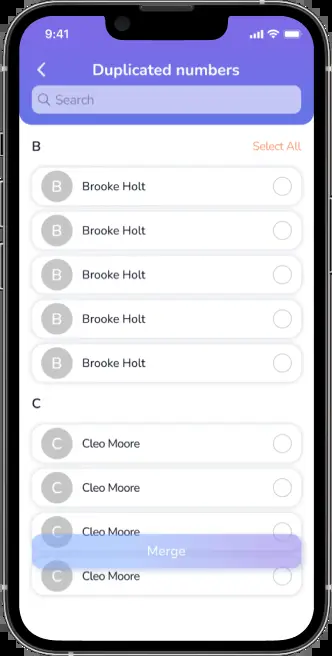 9:41
Duplicated numbers
Search
B
Select All
B Brooke Holt
B Brooke Holt
B Brooke Holt
B Brooke Holt
B Brooke Holt
C
C Cleo Moore
C Cleo Moore
C Cleo Moore
Merge
C Cleo Moore